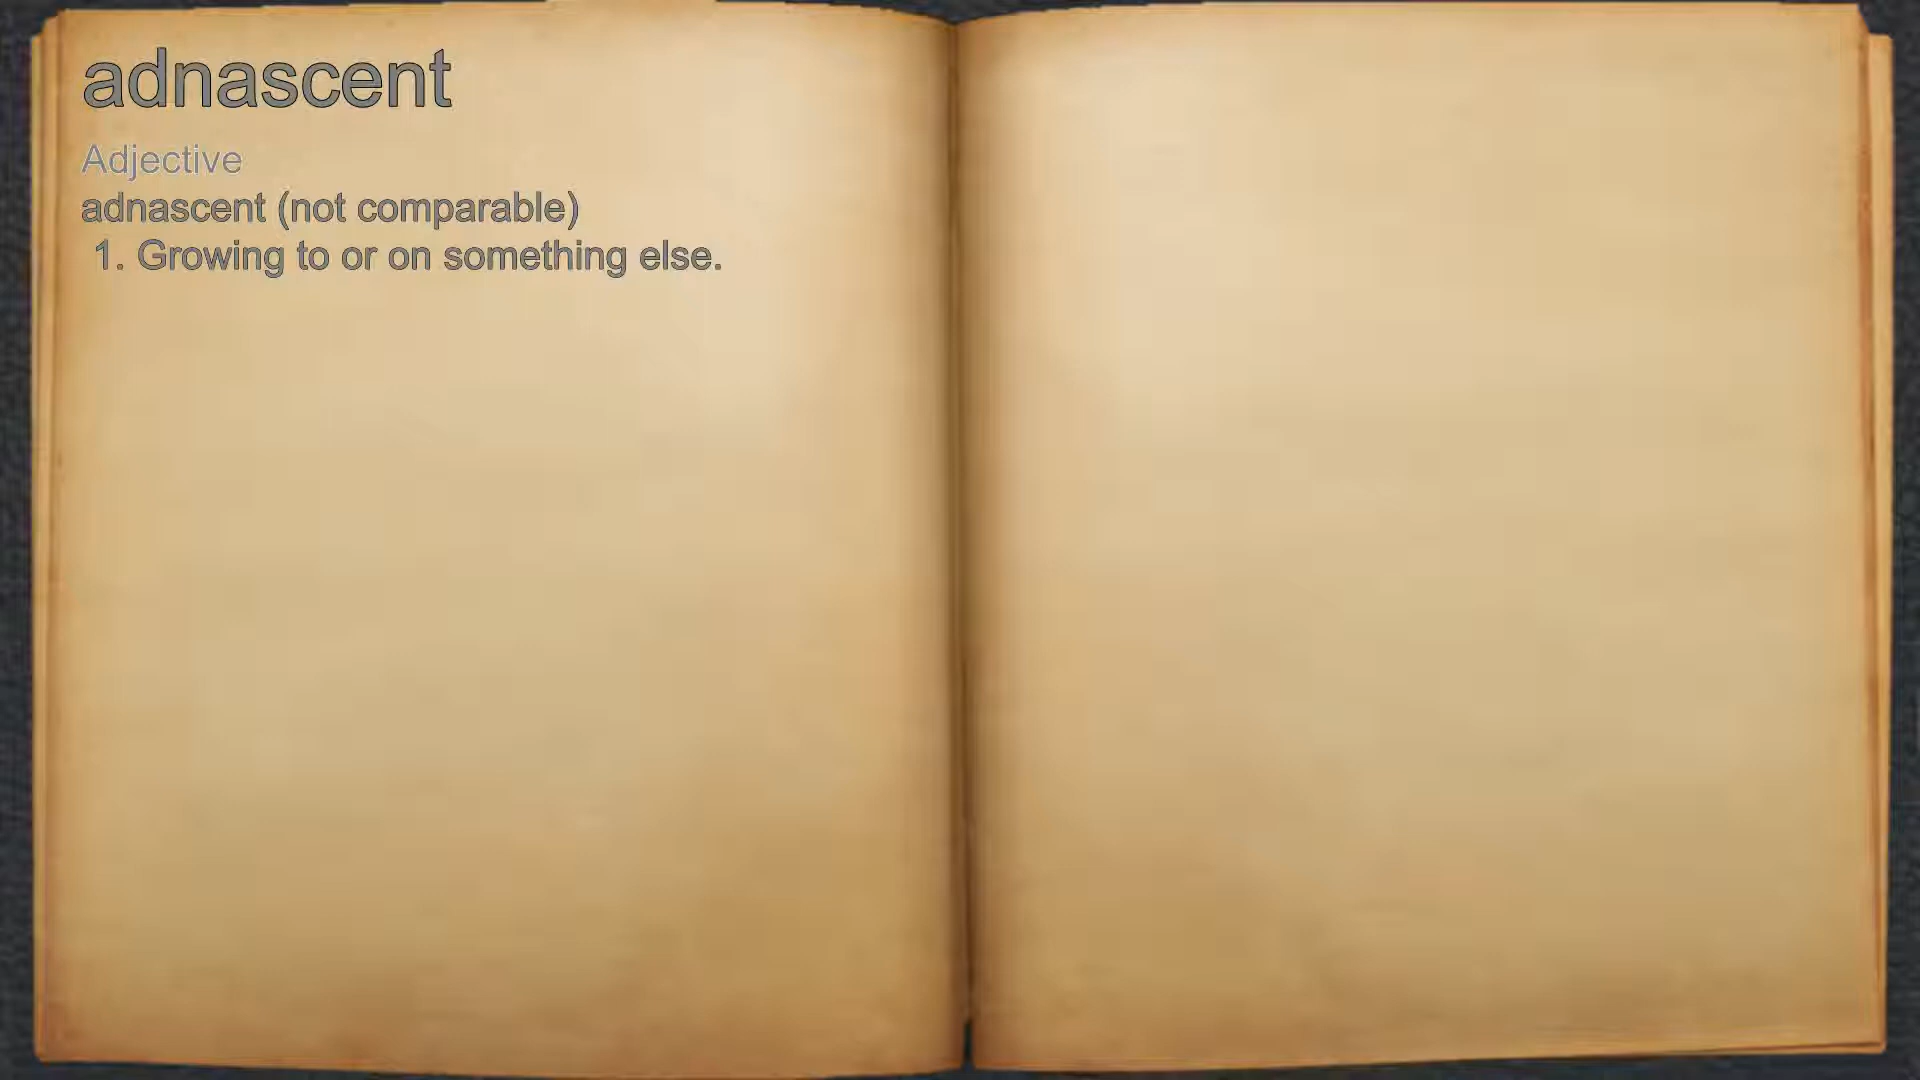 adnascent
Adjective
adnascent (not comparable)
1. Growing to or on something else.